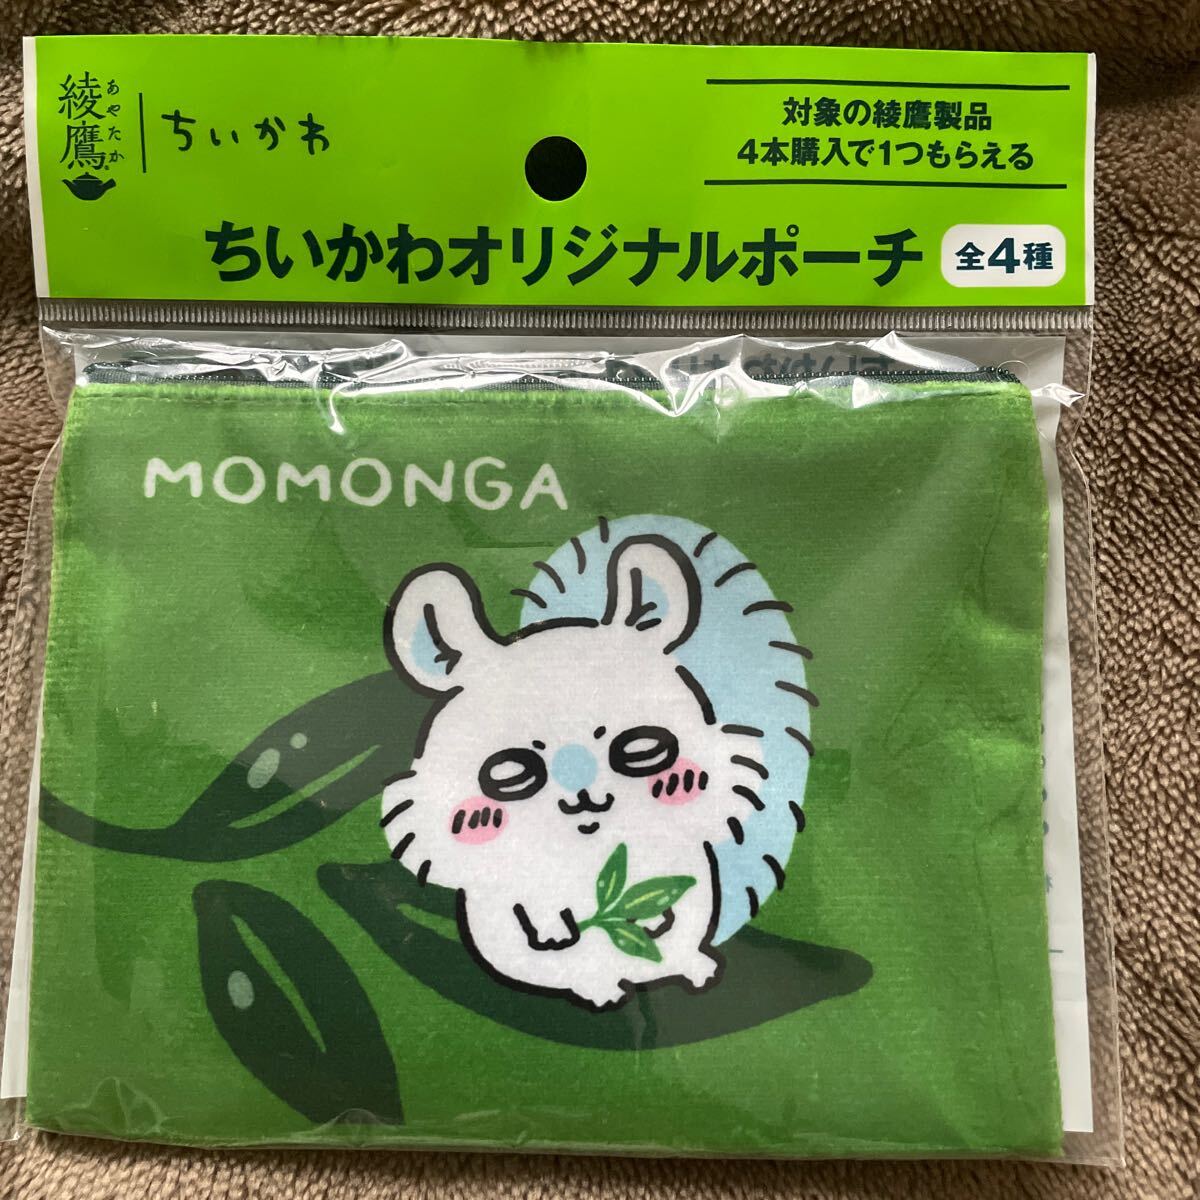 綾鷹
あやたか
ちいかわ
対象の綾鷹製品
4本購入で1つもらえる
ちいかわオリジナルポーチ
全4種
MOMONGA